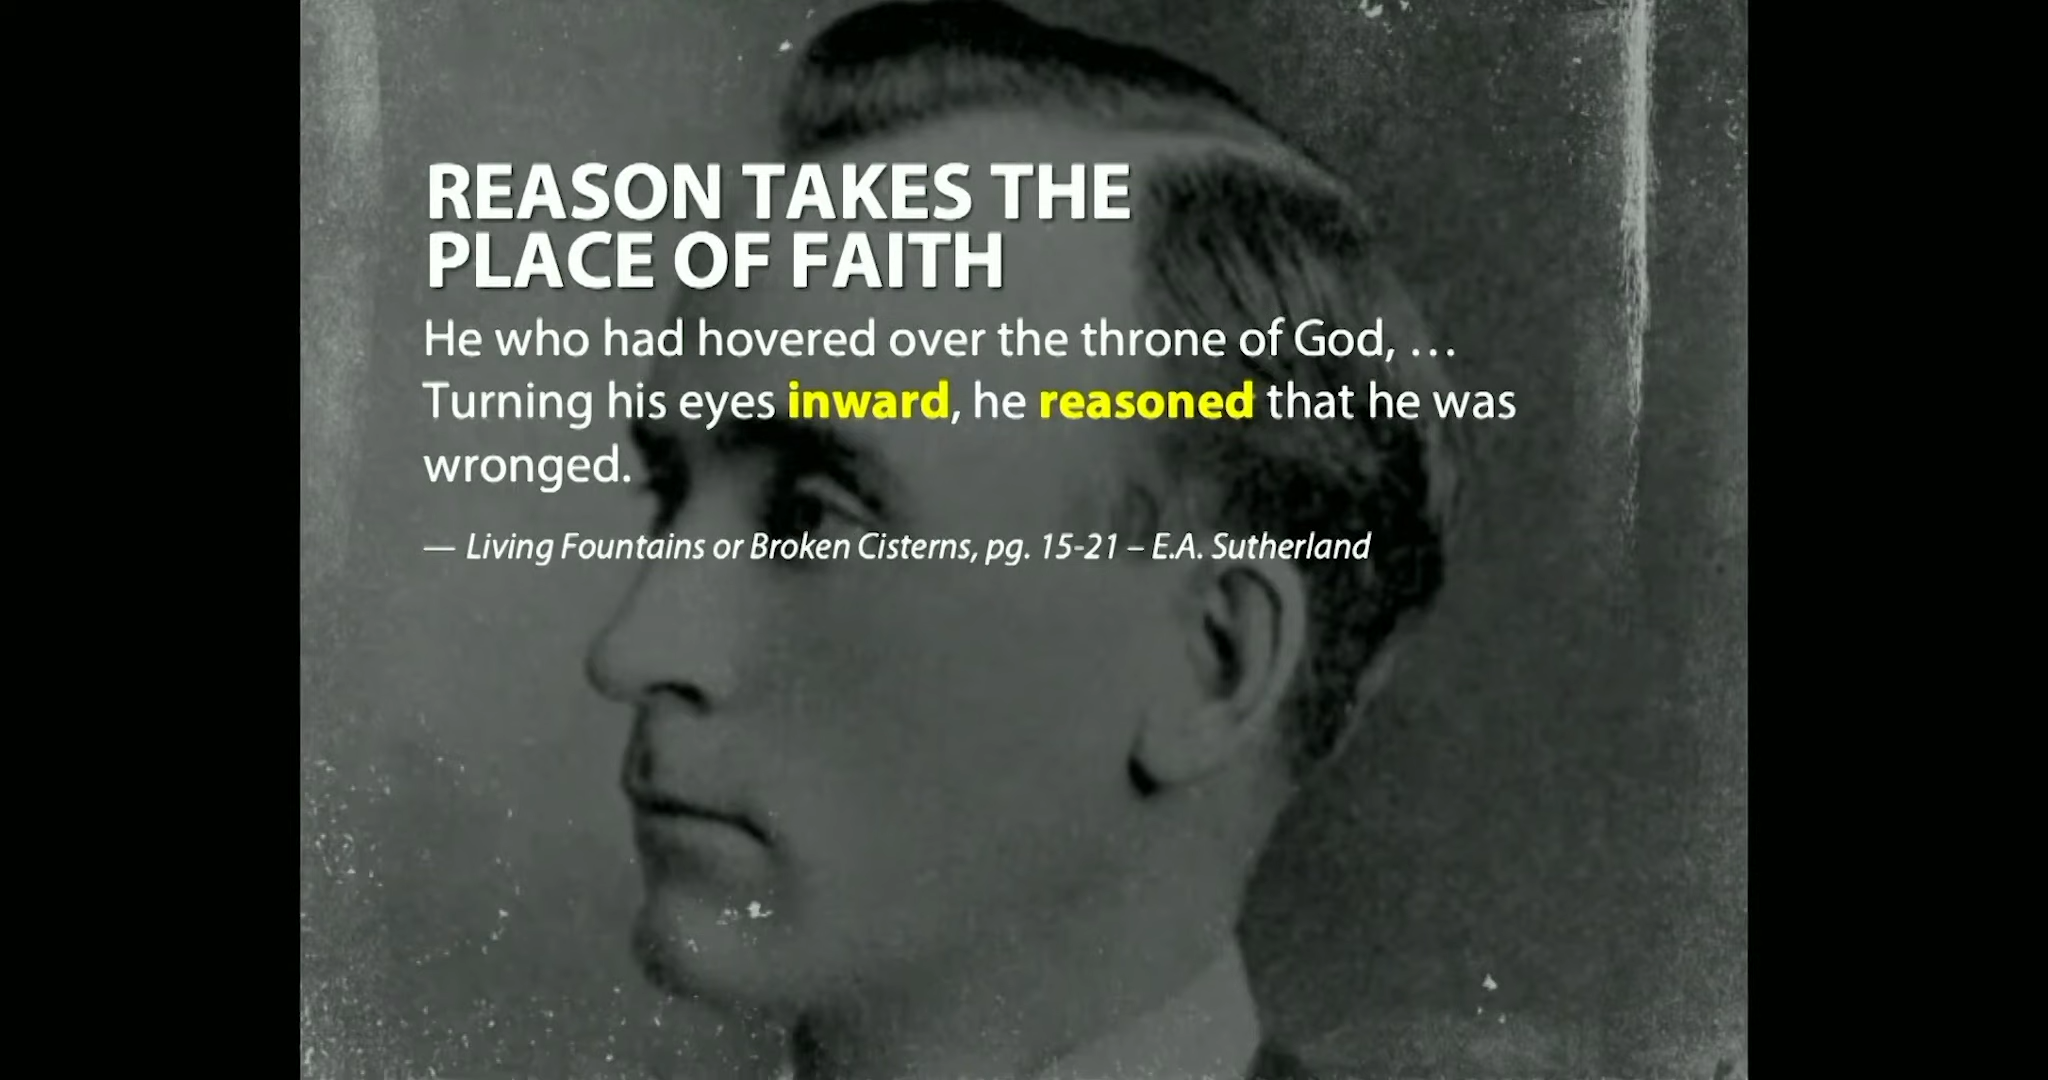 REASON TAKES THE
PLACE OF FAITH
He who had hovered over the throne of God, …
Turning his eyes inward, he reasoned that he was
wronged.
— Living Fountains or Broken Cisterns, pg. 15-21 – E.A. Sutherland